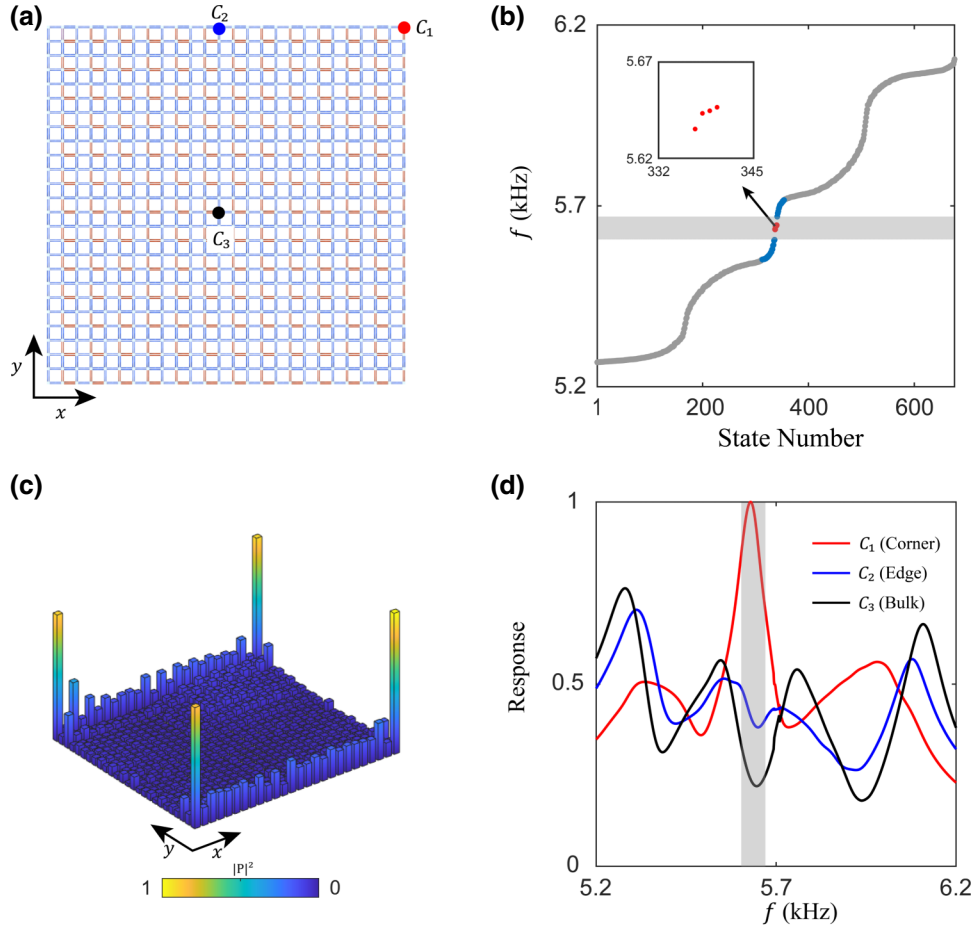 (a)
C₂
C₁
C₃
y
x
(b)
6.2
5.7
5.2
f (kHz)
5.67
5.62
332
345
1
200
400
600
State Number
(c)
y
x
|P|²
1
0
(d)
1
0.5
0
Response
C₁ (Corner)
C₂ (Edge)
C₃ (Bulk)
5.2
5.7
6.2
f (kHz)